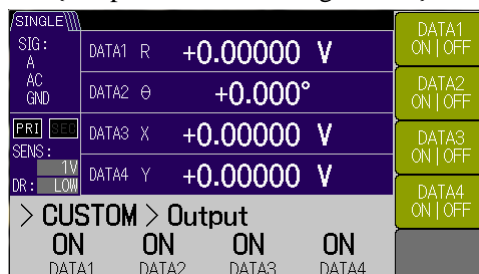 SINGLE
SIG:
A
AC
GND
DATA1 R +0.00000 V
DATA2 θ +0.000°
PRI SEC
DATA3 X +0.00000 V
SENS:
1V
DATA4 Y +0.00000 V
DR: LOW
> CUSTOM > Output
ON ON ON ON
DATA1 DATA2 DATA3 DATA4
DATA1
ON|OFF
DATA2
ON|OFF
DATA3
ON|OFF
DATA4
ON|OFF